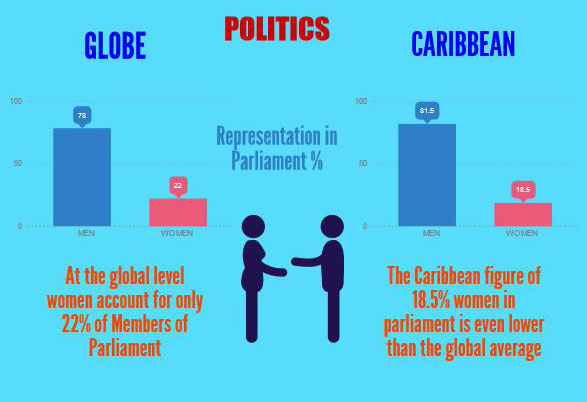 POLITICS
GLOBE
CARIBBEAN
100
78
50
22
0
MEN
WOMEN
Representation in
Parliament %
100
81.5
50
18.5
0
MEN
WOMEN
At the global level
women account for only
22% of Members of
Parliament
The Caribbean figure of
18.5% women in
parliament is even lower
than the global average